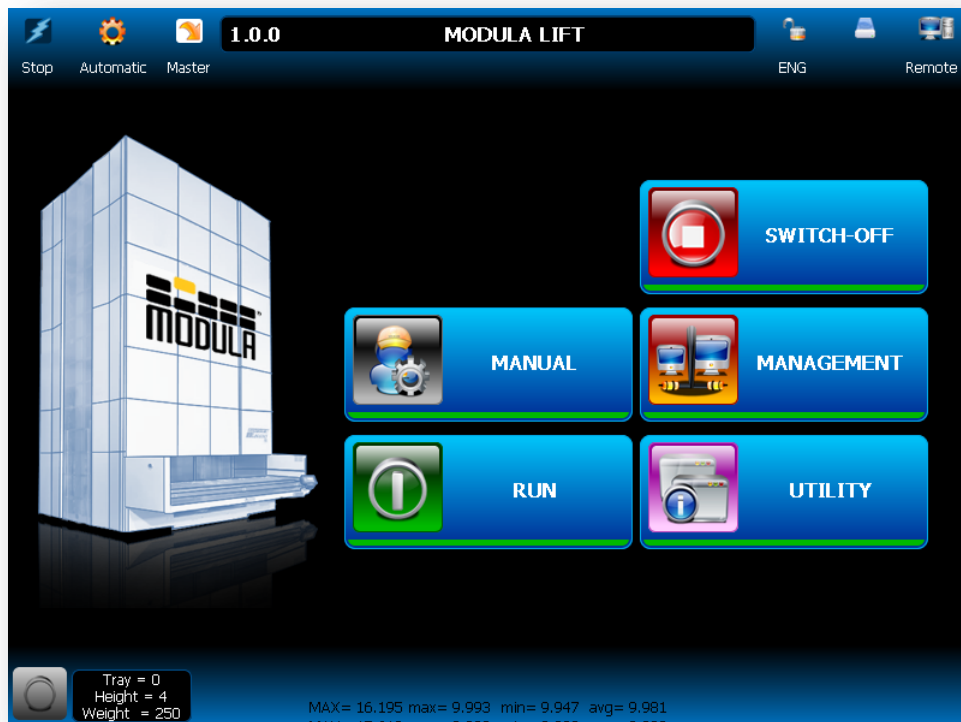 1.0.0 MODULA LIFT
Stop Automatic Master ENG Remote
MODULA
SWITCH-OFF
MANUAL MANAGEMENT
RUN UTILITY
Tray = 0
Height = 4
Weight = 250
MAX= 16.195 max= 9.993 min= 9.947 avg= 9.981